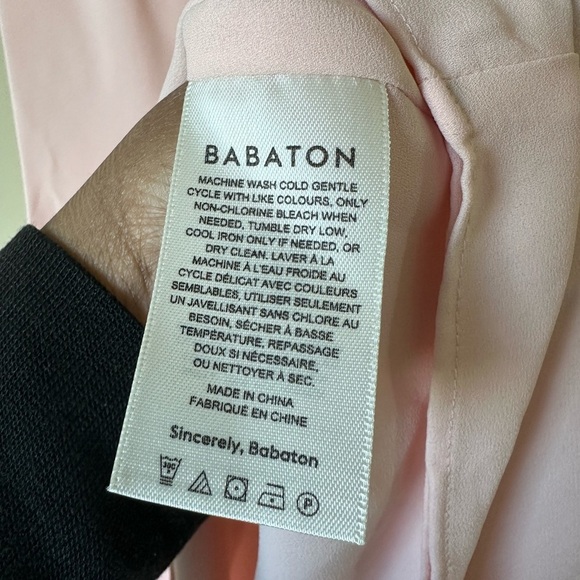 BABATON
MACHINE WASH COLD GENTLE
CYCLE WITH LIKE COLOURS, ONLY
NON-CHLORINE BLEACH WHEN
NEEDED, TUMBLE DRY LOW,
COOL IRON ONLY IF NEEDED, OR
DRY CLEAN. LAVER À LA
MACHINE À L'EAU FROIDE AU
CYCLE DÉLICAT AVEC COULEURS
SEMBLABLES, UTILISER SEULEMENT
UN JAVELLISANT SANS CHLORE AU
BESOIN, SÉCHER À BASSE
TEMPÉRATURE, REPASSAGE
DOUX SI NÉCESSAIRE,
OU NETTOYER À SEC.
MADE IN CHINA
FABRIQUÉ EN CHINE
Sincerely, Babaton
30C P